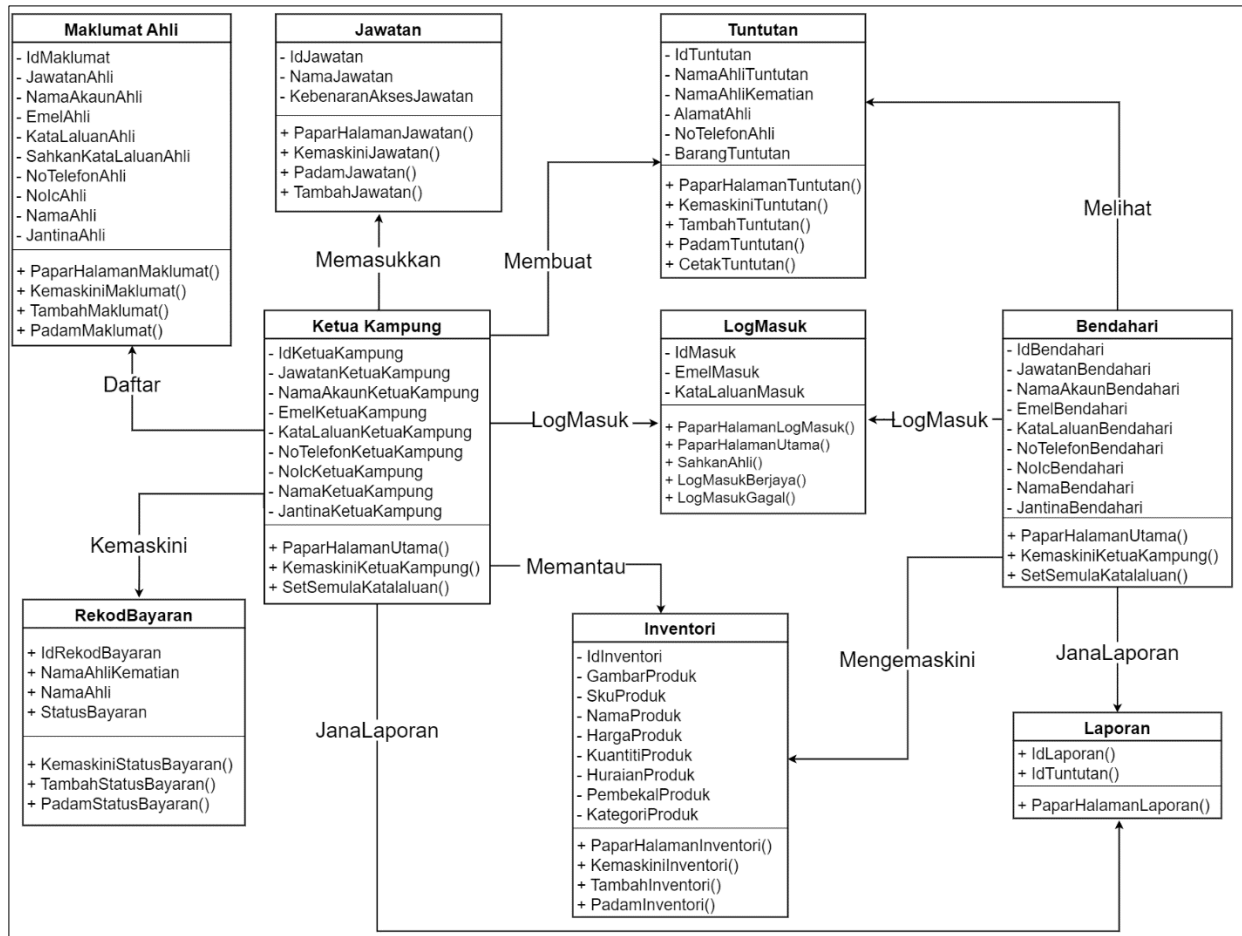 Maklumat Ahli
- IdMaklumat
- JawatanAhli
- NamaAkaunAhli
- EmelAhli
- KataLaluanAhli
- SahkanKataLaluanAhli
- NoTelefonAhli
- NoIcAhli
- NamaAhli
- JantinaAhli
+ PaparHalamanMaklumat()
+ KemaskiniMaklumat()
+ TambahMaklumat()
+ PadamMaklumat()
Jawatan
- IdJawatan
- NamaJawatan
- KebenaranAksesJawatan
+ PaparHalamanJawatan()
+ KemaskiniJawatan()
+ PadamJawatan()
+ TambahJawatan()
Tuntutan
- IdTuntutan
- NamaAhliTuntutan
- NamaAhliKematian
- AlamatAhli
- NoTelefonAhli
- BarangTuntutan
+ PaparHalamanTuntutan()
+ KemaskiniTuntutan()
+ TambahTuntutan()
+ PadamTuntutan()
+ CetakTuntutan()
Melihat
Memasukkan
Membuat
Daftar
Ketua Kampung
- IdKetuaKampung
- JawatanKetuaKampung
- NamaAkaunKetuaKampung
- EmelKetuaKampung
- KataLaluanKetuaKampung
- NoTelefonKetuaKampung
- NoIcKetuaKampung
- NamaKetuaKampung
- JantinaKetuaKampung
+ PaparHalamanUtama()
+ KemaskiniKetuaKampung()
+ SetSemulaKatalaluan()
LogMasuk
LogMasuk
- IdMasuk
- EmelMasuk
- KataLaluanMasuk
+ PaparHalamanLogMasuk()
+ PaparHalamanUtama()
+ SahkanAhli()
+ LogMasukBerjaya()
+ LogMasukGagal()
LogMasuk
Bendahari
- IdBendahari
- JawatanBendahari
- NamaAkaunBendahari
- EmelBendahari
- KataLaluanBendahari
- NoTelefonBendahari
- NoIcBendahari
- NamaBendahari
- JantinaBendahari
+ PaparHalamanUtama()
+ KemaskiniKetuaKampung()
+ SetSemulaKatalaluan()
Kemaskini
Memantau
RekodBayaran
+ IdRekodBayaran
+ NamaAhliKematian
+ NamaAhli
+ StatusBayaran
+ KemaskiniStatusBayaran()
+ TambahStatusBayaran()
+ PadamStatusBayaran()
JanaLaporan
Inventori
- IdInventori
- GambarProduk
- SkuProduk
- NamaProduk
- HargaProduk
- KuantitiProduk
- HuraianProduk
- PembekalProduk
- KategoriProduk
+ PaparHalamanInventori()
+ KemaskiniInventori()
+ TambahInventori()
+ PadamInventori()
Mengemaskini
JanaLaporan
Laporan
+ IdLaporan()
+ IdTuntutan()
+ PaparHalamanLaporan()